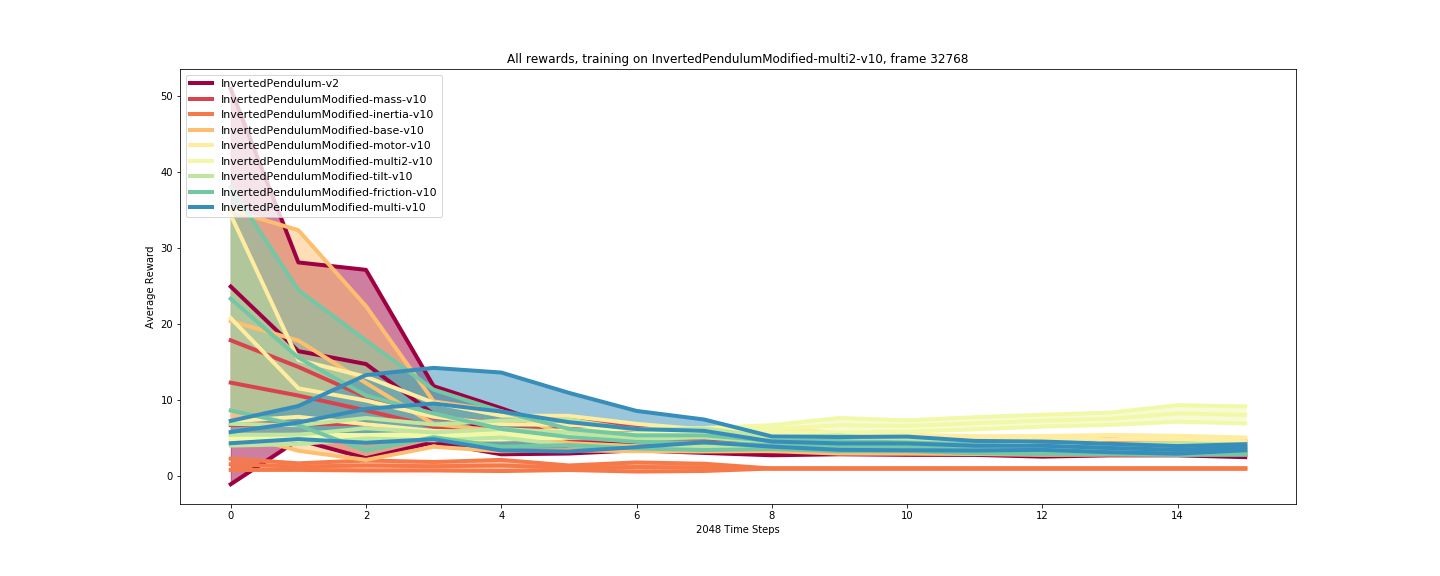 All rewards, training on InvertedPendulumModified-multi2-v10, frame 32768
InvertedPendulum-v2
InvertedPendulumModified-mass-v10
InvertedPendulumModified-inertia-v10
InvertedPendulumModified-base-v10
InvertedPendulumModified-motor-v10
InvertedPendulumModified-multi2-v10
InvertedPendulumModified-tilt-v10
InvertedPendulumModified-friction-v10
InvertedPendulumModified-multi-v10
Average Reward
50
40
30
20
10
0
0 2 4 6 8 10 12 14
2048 Time Steps